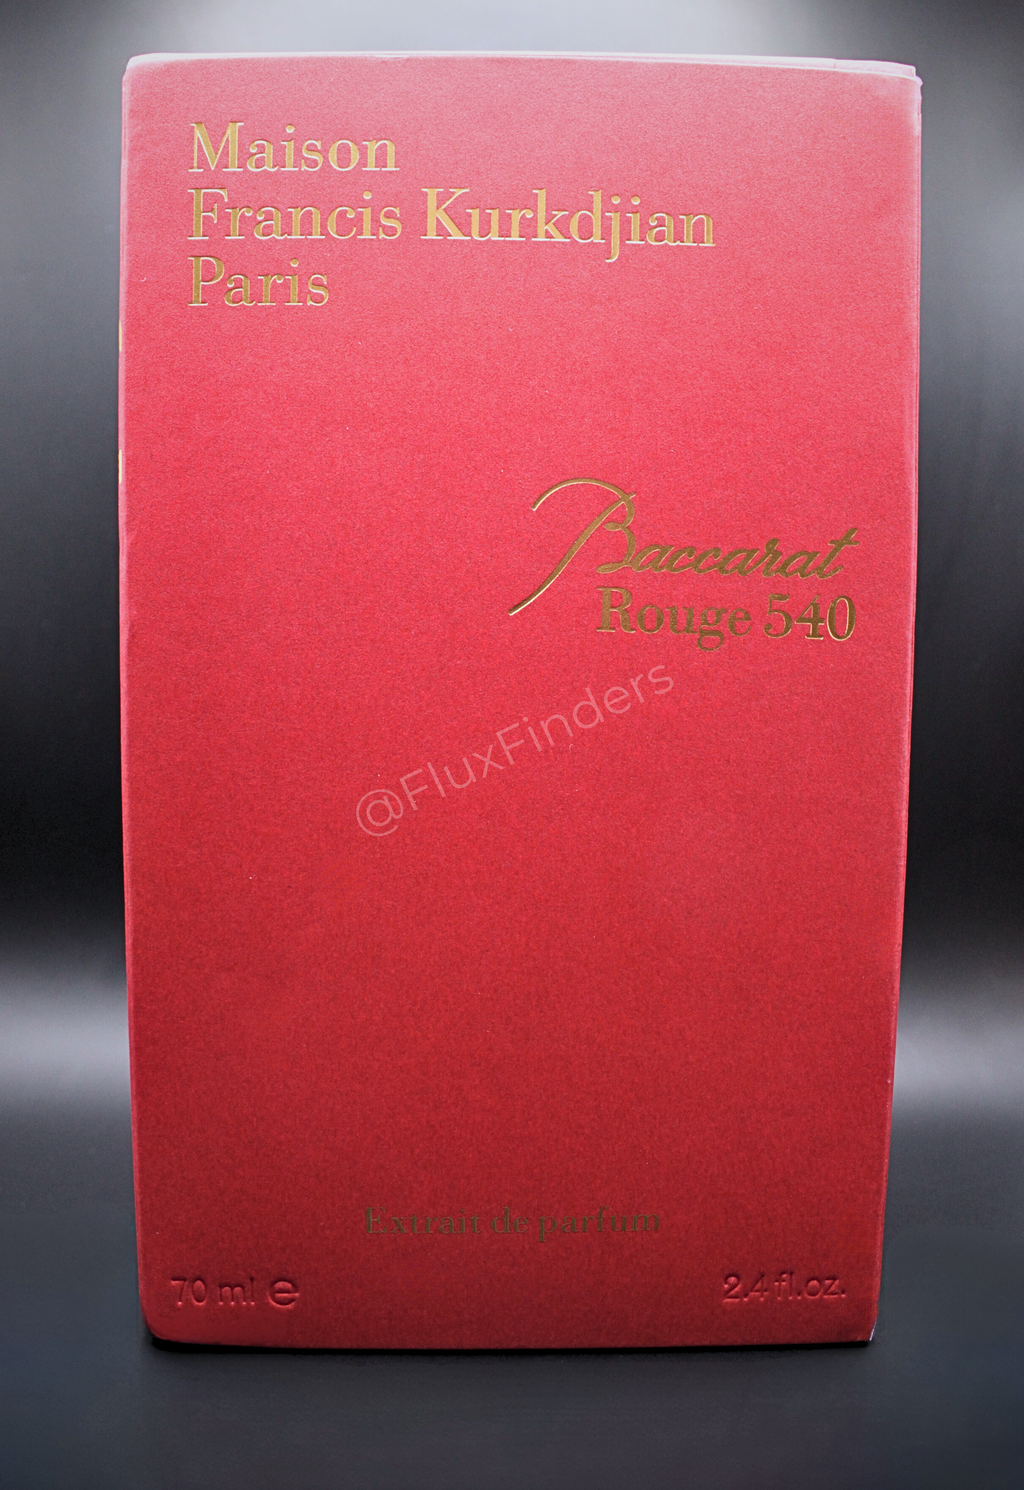 Maison
Francis Kurkdjian
Paris
Baccarat
Rouge 540
@FluxFinders
Extrait de parfum
70 ml ℮
2.4 fl.oz.